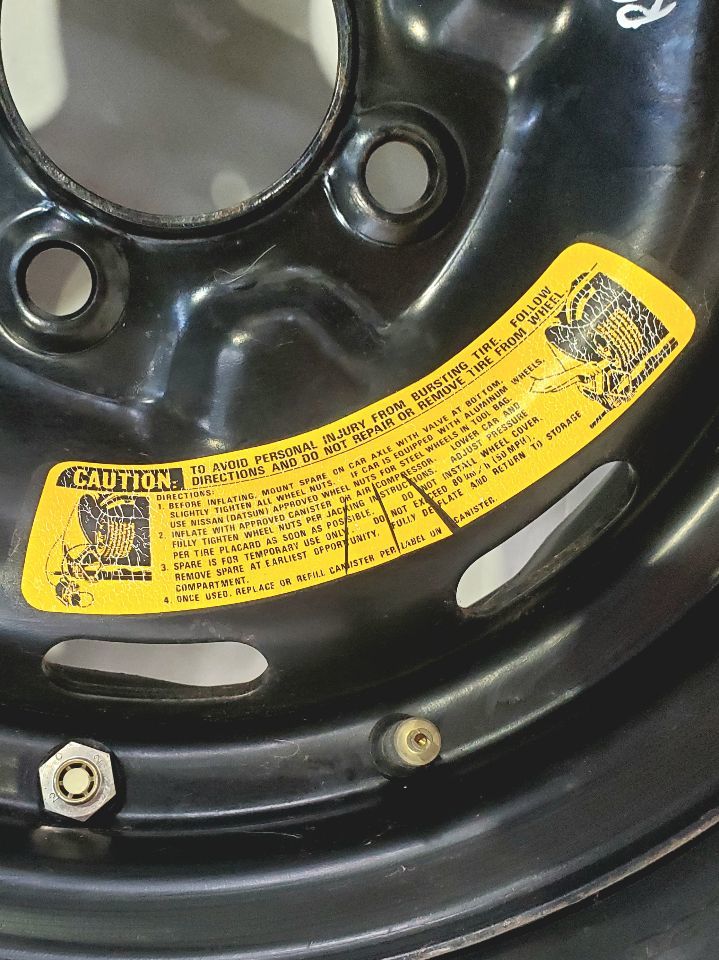 R
CAUTION:
TO AVOID PERSONAL INJURY FROM BURSTING TIRE, FOLLOW
DIRECTIONS AND DO NOT REPAIR OR REMOVE TIRE FROM WHEEL.
DIRECTIONS:
1. BEFORE INFLATING, MOUNT SPARE ON CAR AXLE WITH VALVE AT BOTTOM.
SLIGHTLY TIGHTEN ALL WHEEL NUTS. IF CAR IS EQUIPPED WITH ALUMINUM WHEELS,
USE NISSAN (DATSUN) APPROVED WHEEL NUTS FOR STEEL WHEELS IN TOOL BAG.
2. INFLATE WITH APPROVED CANISTER OR AIR COMPRESSOR. LOWER CAR AND
FULLY TIGHTEN WHEEL NUTS PER JACKING INSTRUCTIONS. ADJUST PRESSURE
PER TIRE PLACARD AS SOON AS POSSIBLE. DO NOT INSTALL WHEEL COVER.
3. SPARE IS FOR TEMPORARY USE ONLY. DO NOT EXCEED 80 km/h (50 MPH).
REMOVE SPARE AT EARLIEST OPPORTUNITY. FULLY DEFLATE AND RETURN TO STORAGE
COMPARTMENT.
4. ONCE USED, REPLACE OR REFILL CANISTER PER LABEL ON CANISTER.